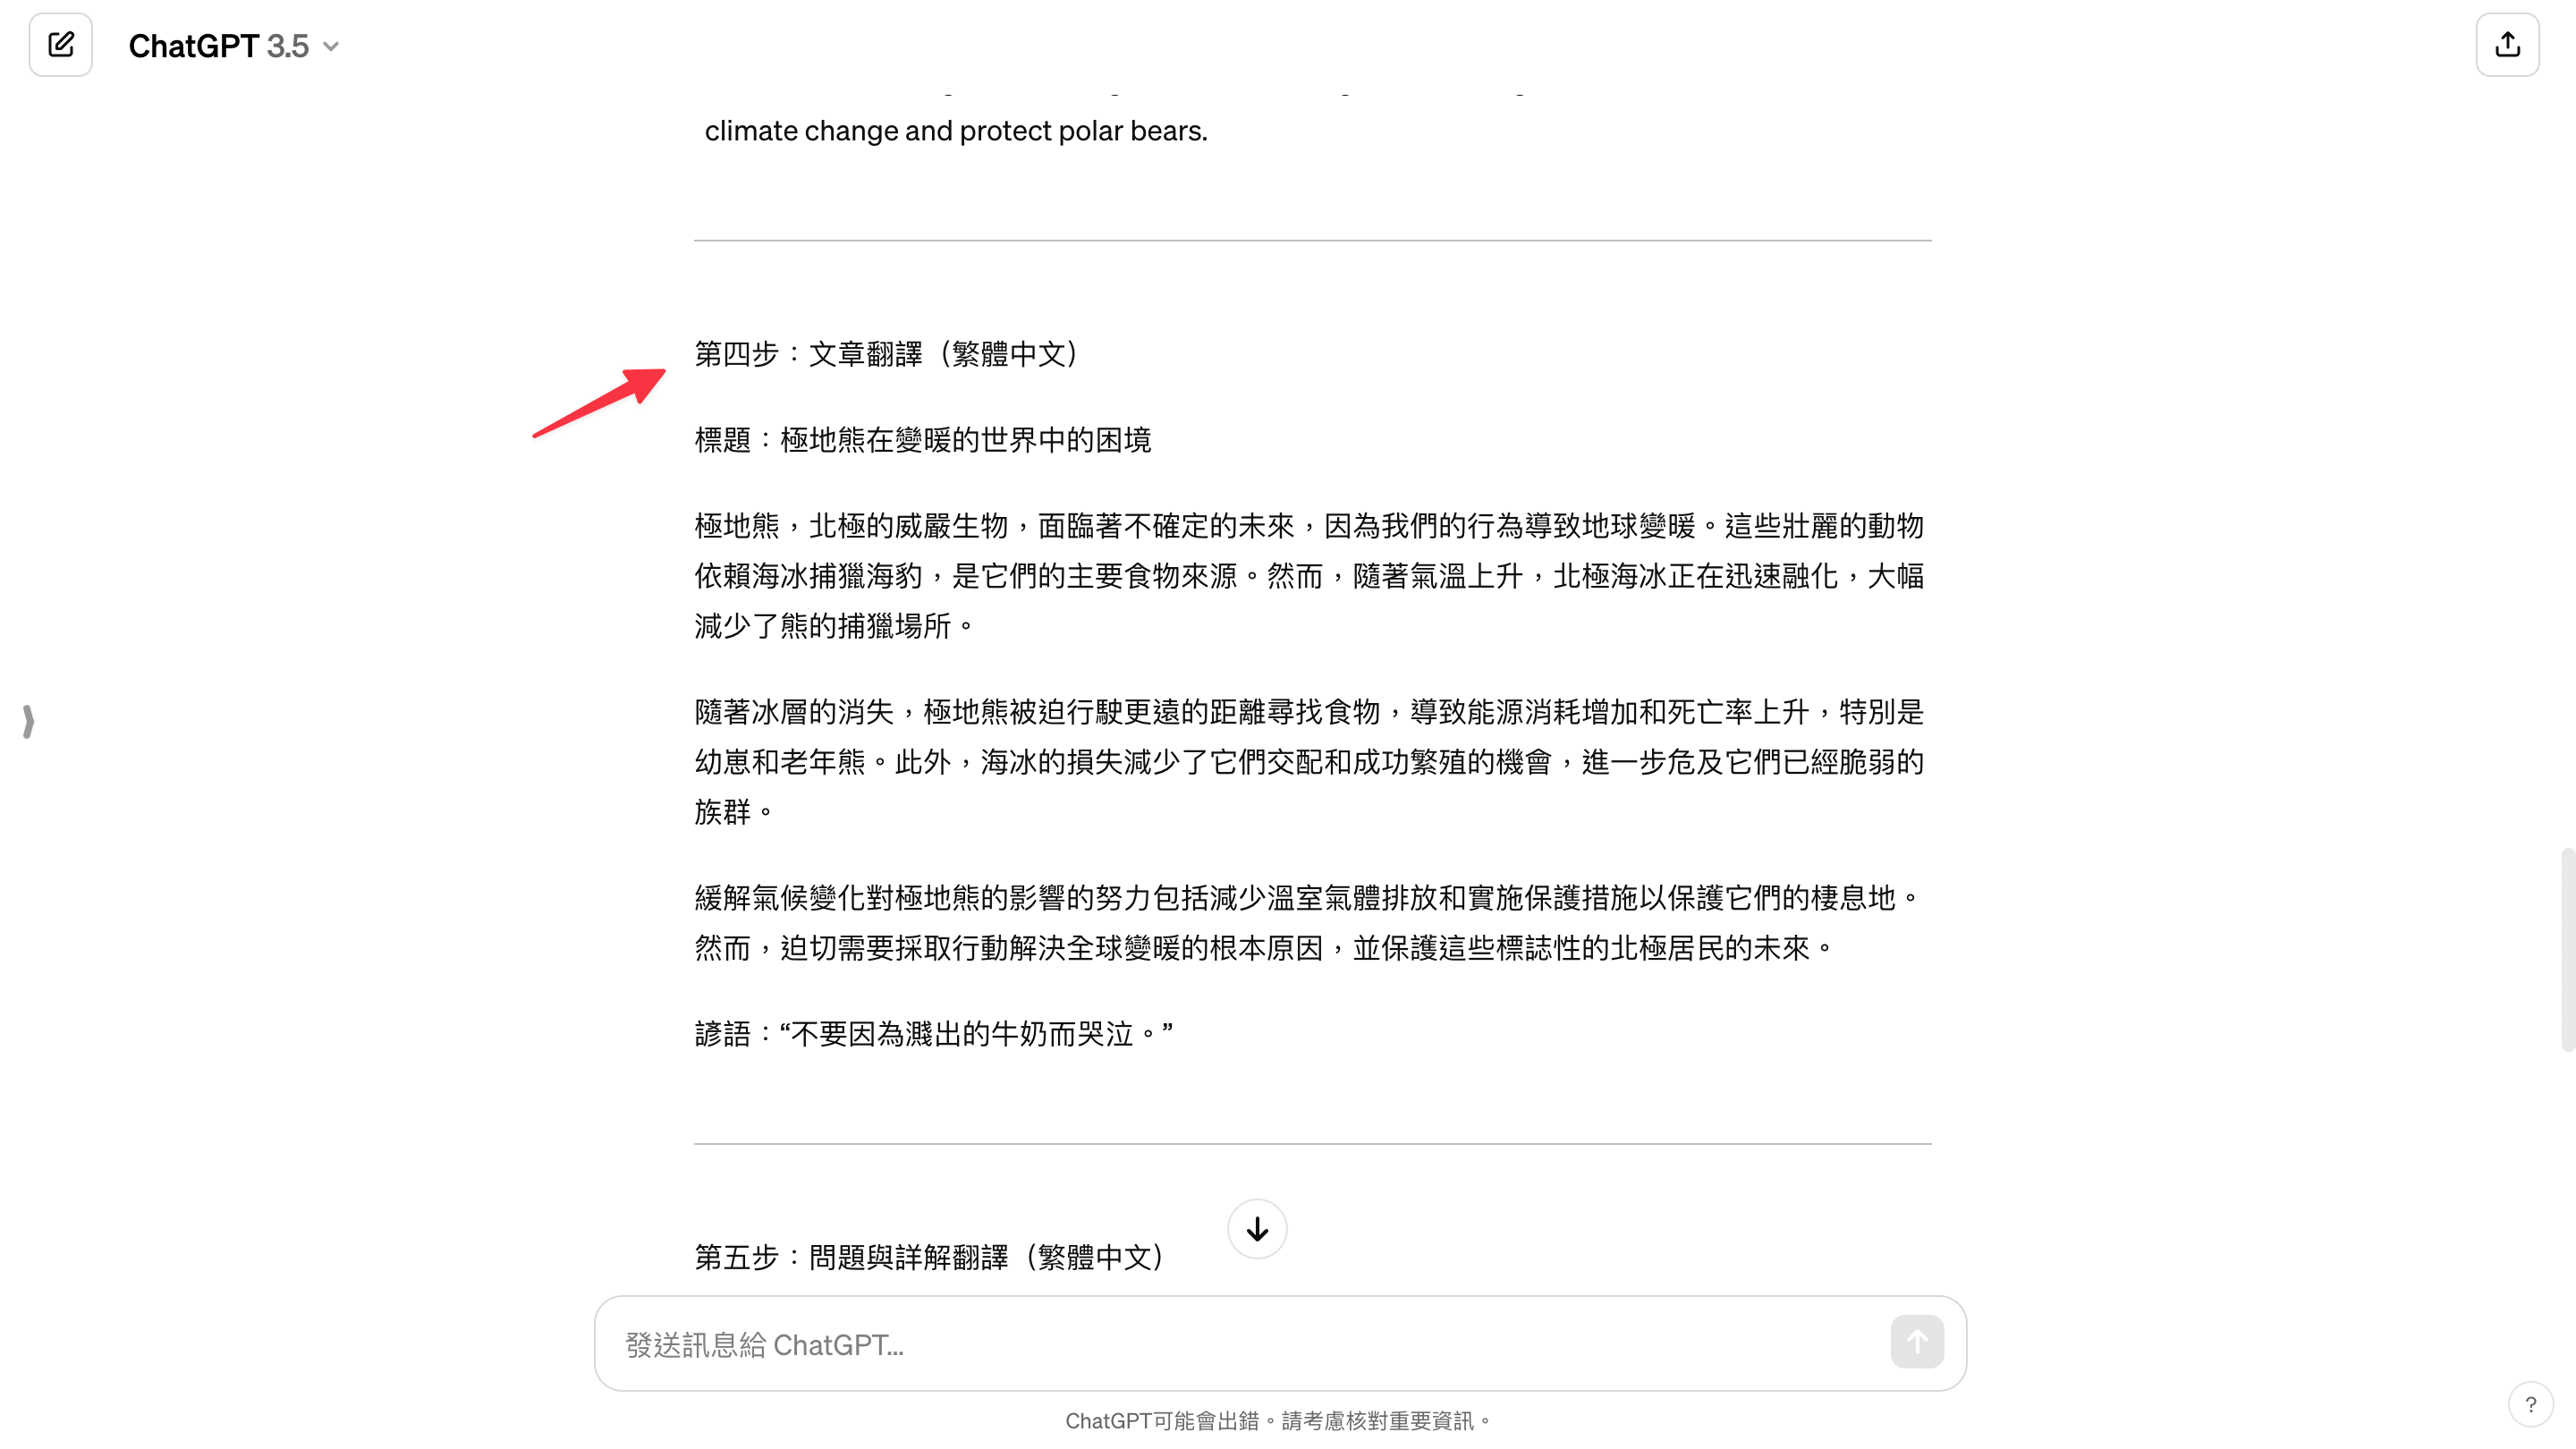 ChatGPT 3.5
climate change and protect polar bears.
第四步：文章翻譯（繁體中文）
標題：極地熊在變暖的世界中的困境
極地熊，北極的威嚴生物，面臨著不確定的未來，因為我們的行為導致地球變暖。這些壯麗的動物
依賴海冰捕獵海豹，是它們的主要食物來源。然而，隨著氣溫上升，北極海冰正在迅速融化，大幅
減少了熊的捕獵場所。
隨著冰層的消失，極地熊被迫行駛更遠的距離尋找食物，導致能源消耗增加和死亡率上升，特別是
幼崽和老年熊。此外，海冰的損失減少了它們交配和成功繁殖的機會，進一步危及它們已經脆弱的
族群。
緩解氣候變化對極地熊的影響的努力包括減少溫室氣體排放和實施保護措施以保護它們的棲息地。
然而，迫切需要採取行動解決全球變暖的根本原因，並保護這些標誌性的北極居民的未來。
諺語：“不要因為濺出的牛奶而哭泣。”
第五步：問題與詳解翻譯（繁體中文）
發送訊息給 ChatGPT...
ChatGPT可能會出錯。請考慮核對重要資訊。
?